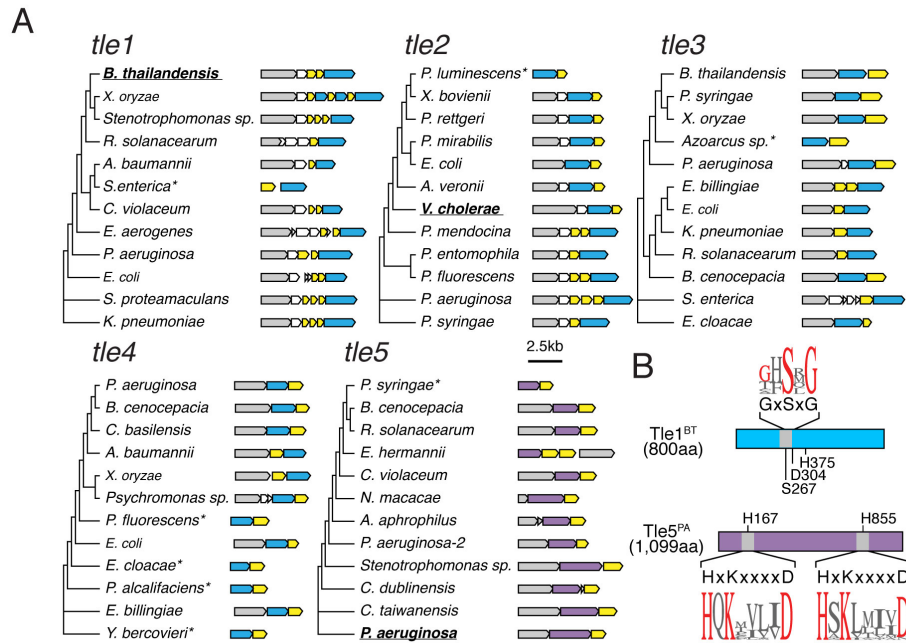 A
tle1
B. thailandensis
X. oryzae
Stenotrophomonas sp.
R. solanacearum
A. baumannii
S.enterica*
C. violaceum
E. aerogenes
P. aeruginosa
E. coli
S. proteamaculans
K. pneumoniae
tle2
P. luminescens*
X. bovienii
P. rettgeri
P. mirabilis
E. coli
A. veronii
V. cholerae
P. mendocina
P. entomophila
P. fluorescens
P. aeruginosa
P. syringae
tle3
B. thailandensis
P. syringae
X. oryzae
Azoarcus sp.*
P. aeruginosa
E. billingiae
E. coli
K. pneumoniae
R. solanacearum
B. cenocepacia
S. enterica
E. cloacae
tle4
P. aeruginosa
B. cenocepacia
C. basilensis
A. baumannii
X. oryzae
Psychromonas sp.
P. fluorescens*
E. coli
E. cloacae*
P. alcalifaciens*
E. billingiae
Y. bercovieri*
tle5
2.5kb
P. syringae*
B. cenocepacia
R. solanacearum
E. hermannii
C. violaceum
N. macacae
A. aphrophilus
P. aeruginosa-2
Stenotrophomonas sp.
C. dublinensis
C. taiwanensis
P. aeruginosa
B
GxSxG
Tle1BT
(800aa)
H375
D304
S267
Tle5PA
(1,099aa)
H167
H855
HxKxxxxD
HxKxxxxD